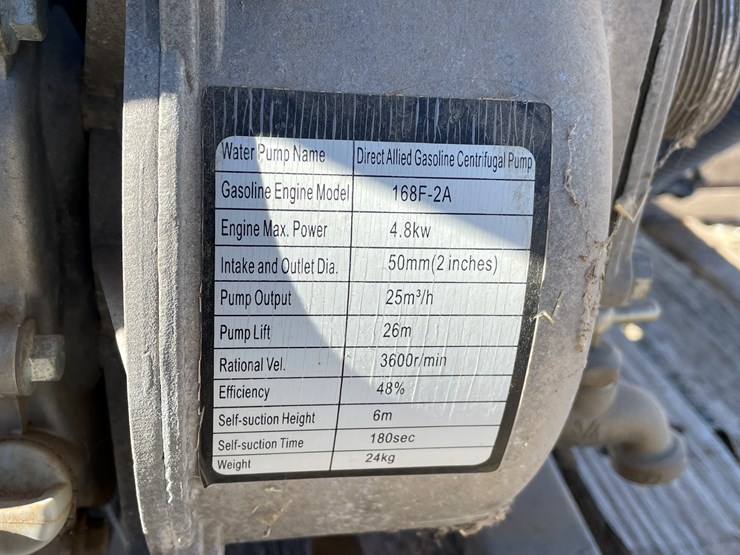 Water Pump Name Direct Allied Gasoline Centrifugal Pump
Gasoline Engine Model 168F-2A
Engine Max. Power 4.8kw
Intake and Outlet Dia. 50mm(2 inches)
Pump Output 25m³/h
Pump Lift 26m
Rational Vel. 3600r/min
Efficiency 48%
Self-suction Height 6m
Self-suction Time 180sec
Weight 24kg